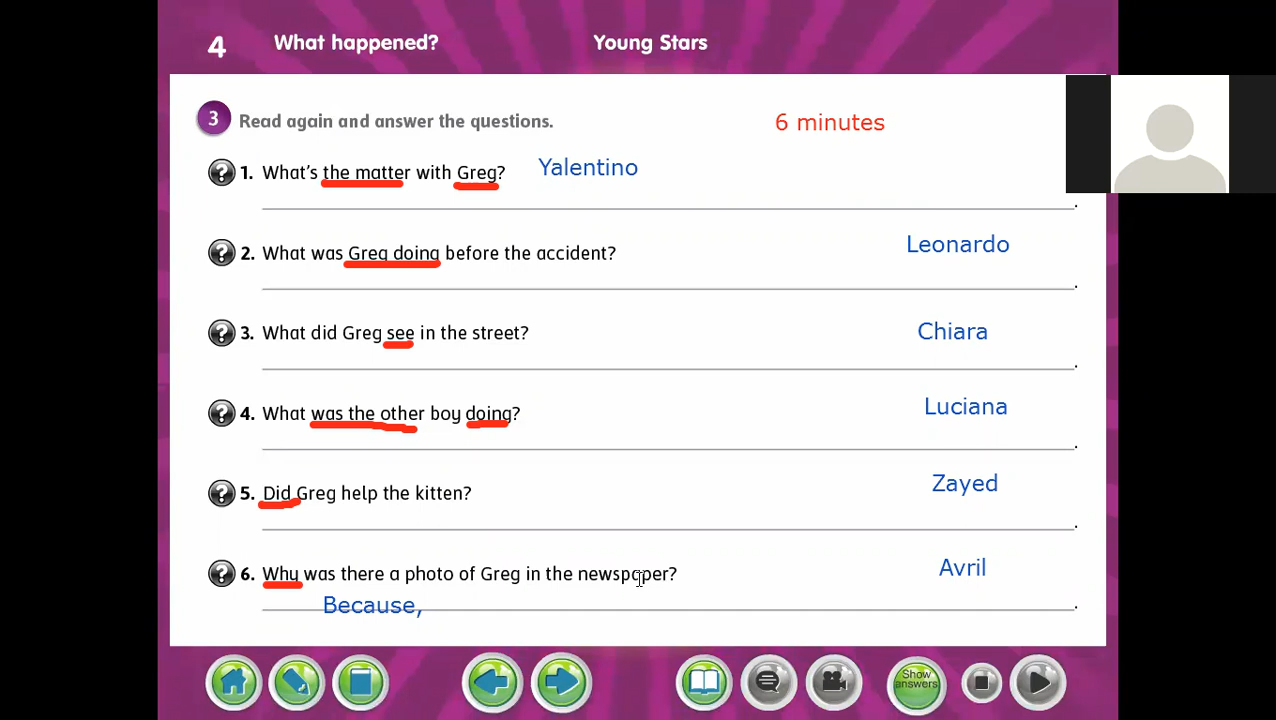 4 What happened? Young Stars
3 Read again and answer the questions. 6 minutes
1. What's the matter with Greg? Yalentino
2. What was Greg doing before the accident? Leonardo
3. What did Greg see in the street? Chiara
4. What was the other boy doing? Luciana
5. Did Greg help the kitten? Zayed
6. Why was there a photo of Greg in the newspaper? Avril
Because,
Show
answers